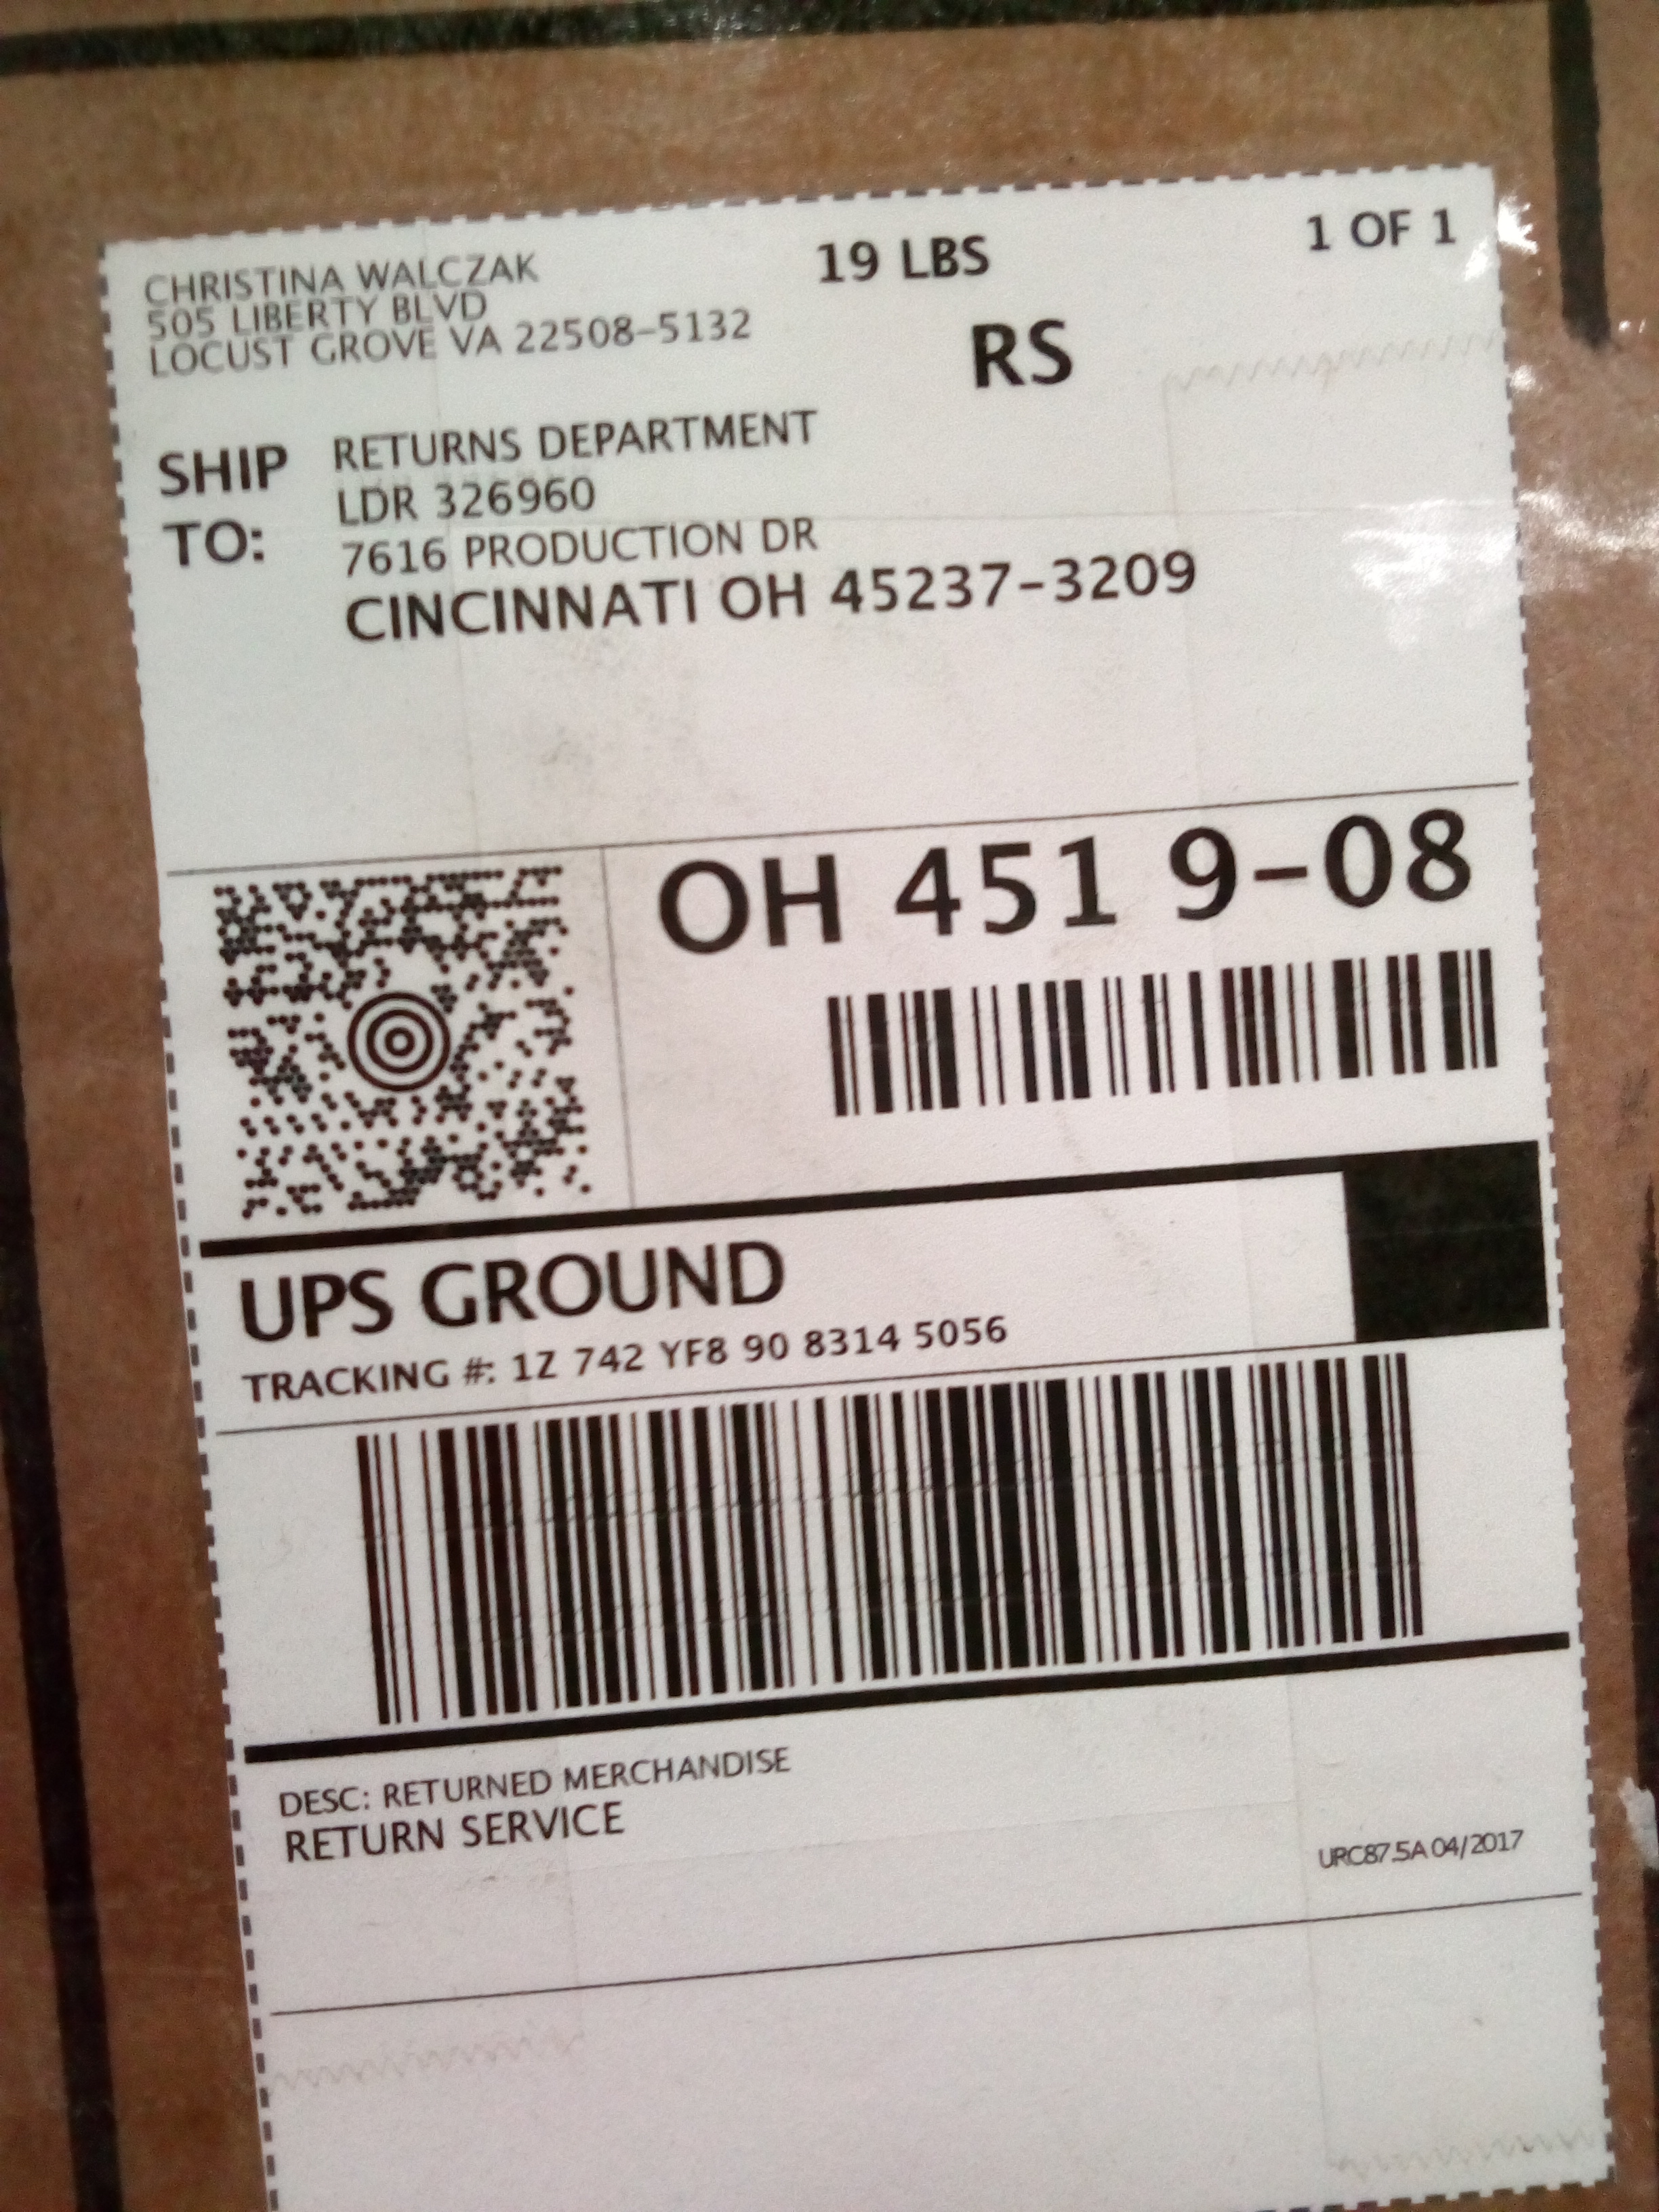 CHRISTINA WALCZAK
505 LIBERTY BLVD
LOCUST GROVE VA 22508-5132
19 LBS
1 OF 1
RS
SHIP TO:
RETURNS DEPARTMENT
LDR 326960
7616 PRODUCTION DR
CINCINNATI OH 45237-3209
OH 451 9-08
UPS GROUND
TRACKING #: 1Z 742 YF8 90 8314 5056
DESC: RETURNED MERCHANDISE
RETURN SERVICE
URC87.5A 04/2017